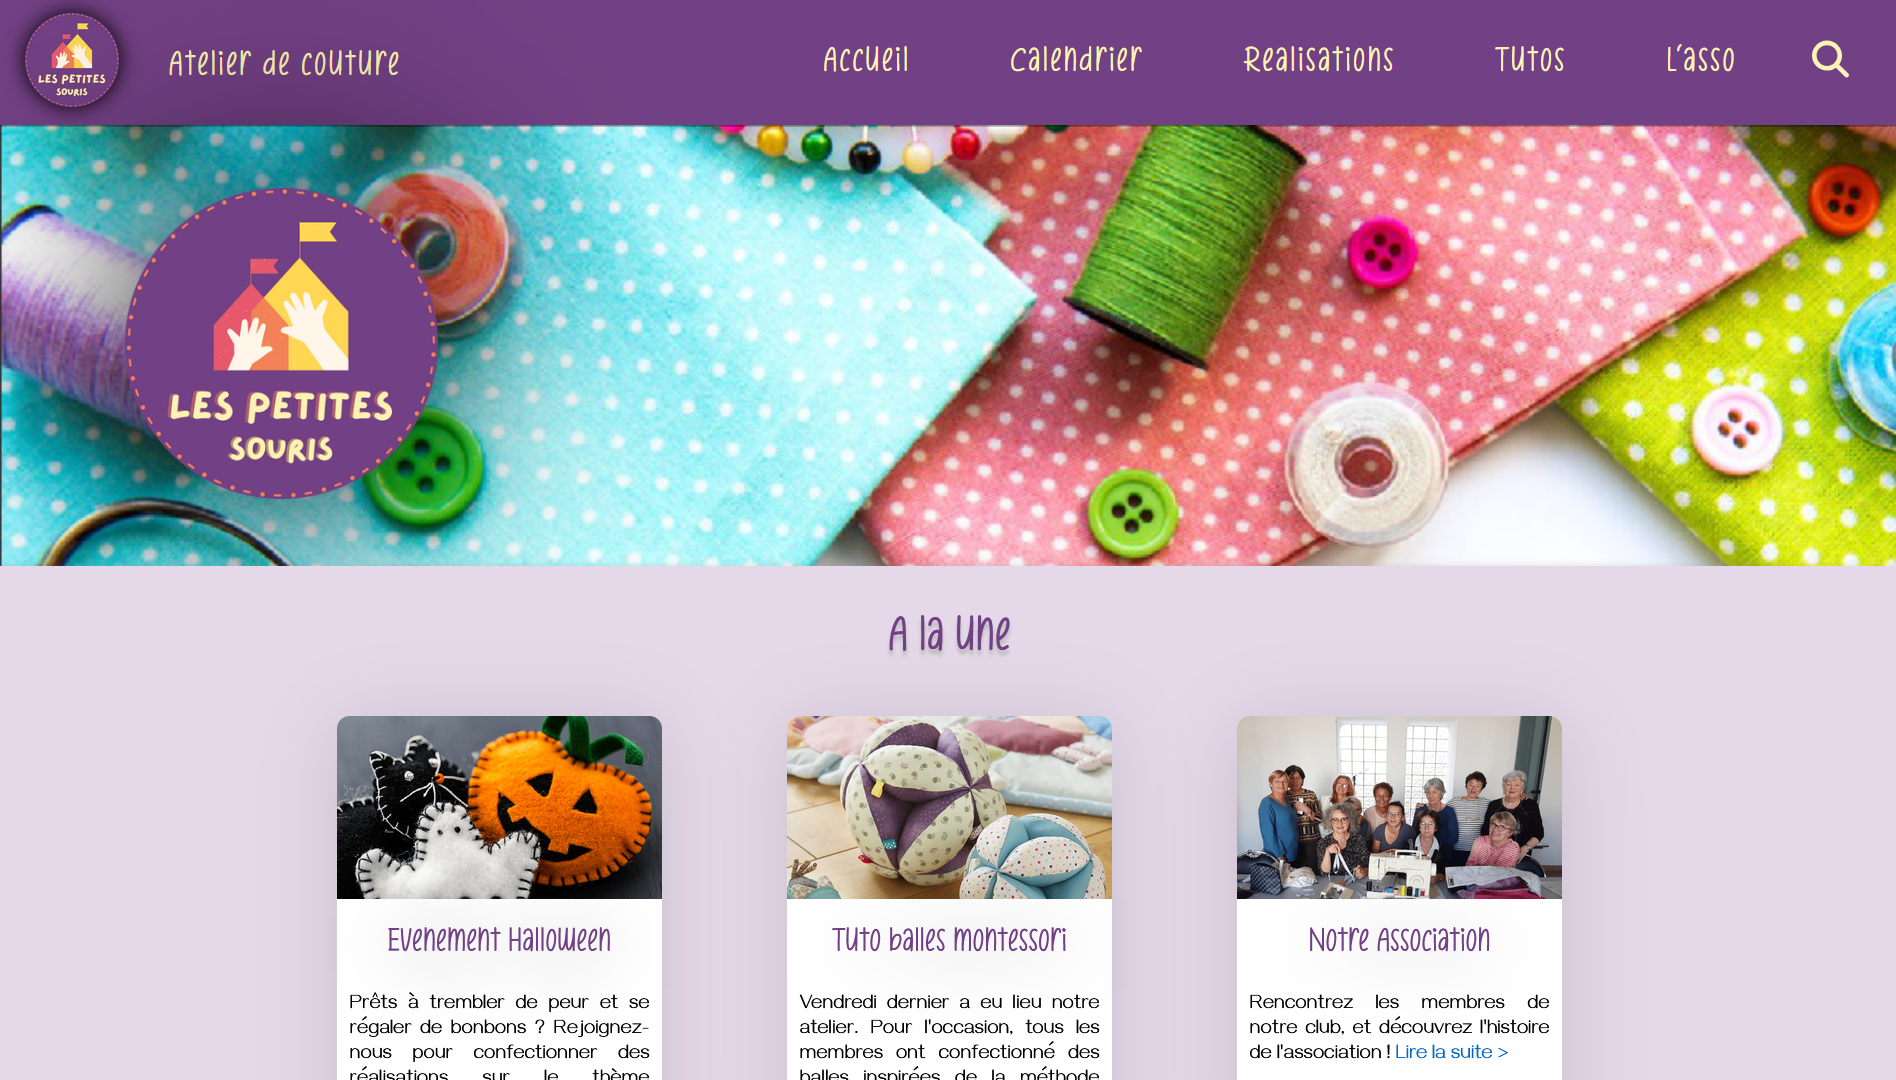 LES PETITES
SOURIS
Atelier de couture
Accueil
Calendrier
Realisations
Tutos
L'asso
LES PETITES
SOURIS
A la Une
Evenement Halloween
Prêts à trembler de peur et se
régaler de bonbons ? Rejoignez-
nous pour confectionner des
réalisations sur le thème
Tuto balles montessori
Vendredi dernier a eu lieu notre
atelier. Pour l'occasion, tous les
membres ont confectionné des
balles inspirées de la méthode
Notre Association
Rencontrez les membres de
notre club, et découvrez l'histoire
de l'association ! Lire la suite >